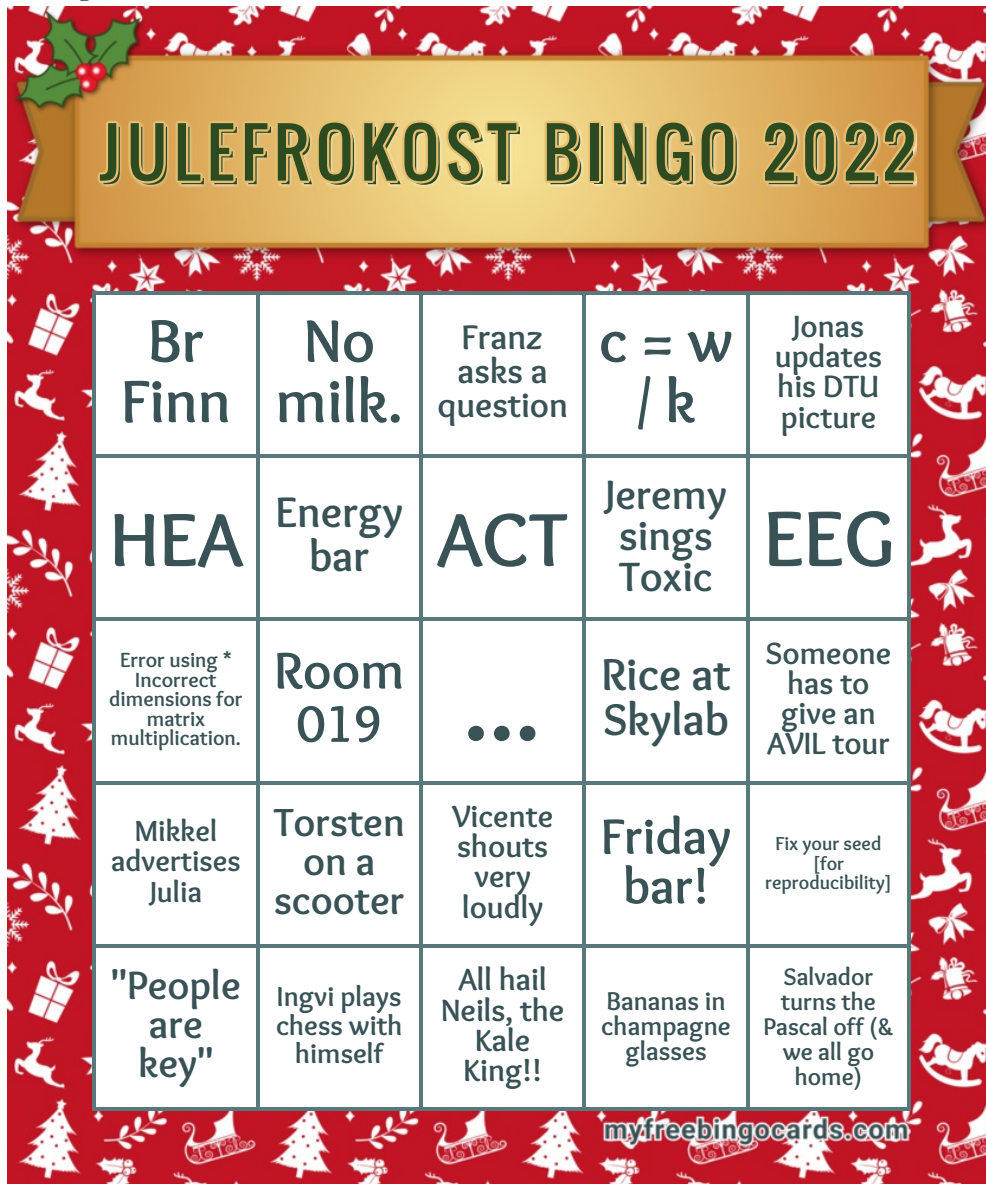 JULEFROKOST BINGO 2022
Br
Finn
No
milk.
Franz
asks a
question
c = w
/ k
Jonas
updates
his DTU
picture
HEA
Energy
bar
ACT
Jeremy
sings
Toxic
EEG
Error using *
Incorrect
dimensions for
matrix
multiplication.
Room
019
...
Rice at
Skylab
Someone
has to
give an
AVIL tour
Mikkel
advertises
Julia
Torsten
on a
scooter
Vicente
shouts
very
loudly
Friday
bar!
Fix your seed
[for
reproducibility]
"People
are
key"
Ingvi plays
chess with
himself
All hail
Neils, the
Kale
King!!
Bananas in
champagne
glasses
Salvador
turns the
Pascal off (&
we all go
home)
myfreebingocards.com